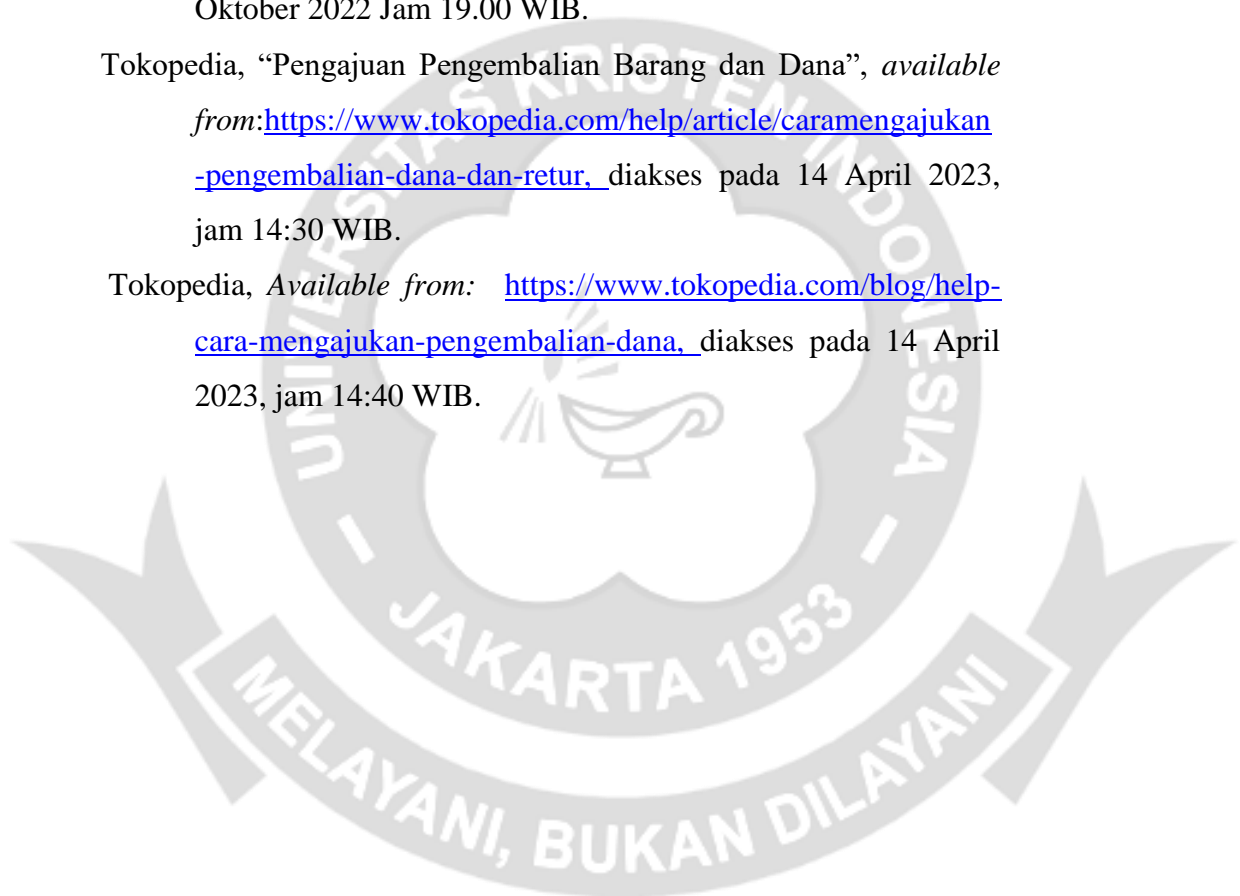 Oktober 2022 Jam 19.00 WIB.
Tokopedia, “Pengajuan Pengembalian Barang dan Dana”, available
from:https://www.tokopedia.com/help/article/caramengajukan
-pengembalian-dana-dan-retur, diakses pada 14 April 2023,
jam 14:30 WIB.
Tokopedia, Available from: https://www.tokopedia.com/blog/help-
cara-mengajukan-pengembalian-dana, diakses pada 14 April
2023, jam 14:40 WIB.
UNIVERSITAS KRISTEN INDONESIA
JAKARTA 1953
MELAYANI, BUKAN DILAYANI